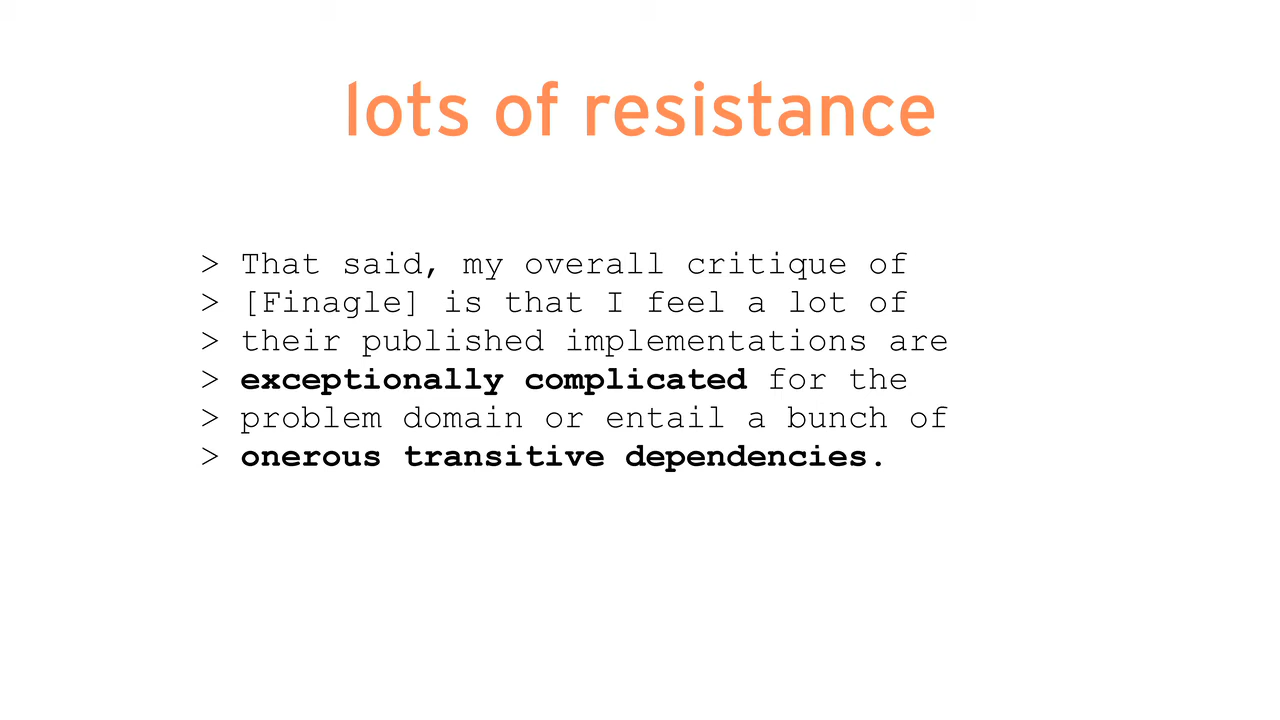 lots of resistance
> That said, my overall critique of
> [Finagle] is that I feel a lot of
> their published implementations are
> exceptionally complicated for the
> problem domain or entail a bunch of
> onerous transitive dependencies.